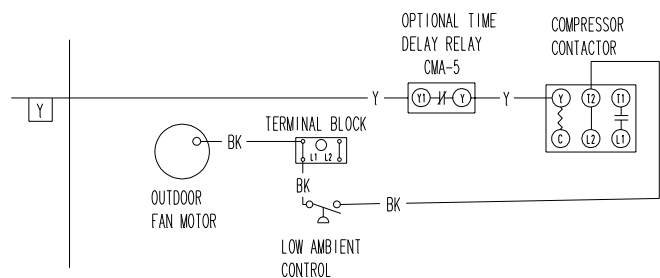 OPTIONAL TIME
DELAY RELAY
CMA-5
COMPRESSOR
CONTACTOR
Y
Y
Y1
Y
Y
Y
T2
T1
C
L2
L1
TERMINAL BLOCK
BK
L1 L2
OUTDOOR
FAN MOTOR
BK
BK
LOW AMBIENT
CONTROL